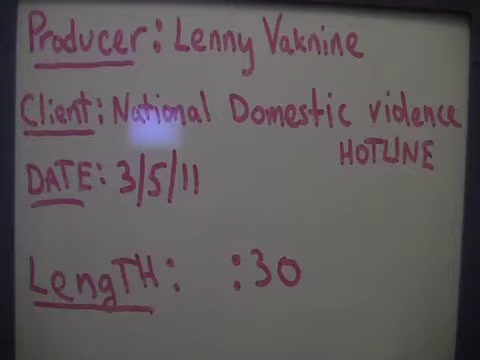 Producer: Lenny Vaknine
Client: National Domestic violence
HOTLINE
DATE: 3/5/11
LengTH: :30